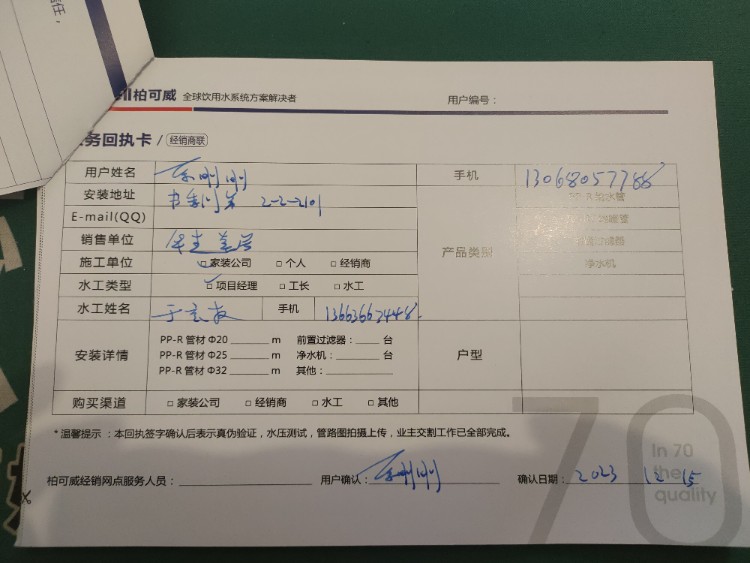 任,
柏可威 全球饮用水系统方案解决者 用户编号:
务回执卡 / 经销商联
用户姓名 手机 13068057788
安装地址 2-2-2101
E-mail(QQ)
销售单位 产品类别 净水机
施工单位 ☑家装公司 □ 个人 □ 经销商
水工类型 ☑项目经理 □ 工长 □ 水工
水工姓名 手机 13663662448
安装详情 PP-R 管材 Φ20 ______ m 前置过滤器: ____ 台 户型
PP-R 管材 Φ25 ______ m 净水机: ______ 台
PP-R 管材 Φ32 ______ m 其他: __________
购买渠道 □ 家装公司 □ 经销商 □ 水工 □ 其他
*温馨提示:本回执签字确认后表示真伪验证,水压测试,管路图拍摄上传,业主交割工作已全部完成。
70
In 70
the
quality
柏可威经销网点服务人员: 用户确认: 确认日期: 2023 12 15